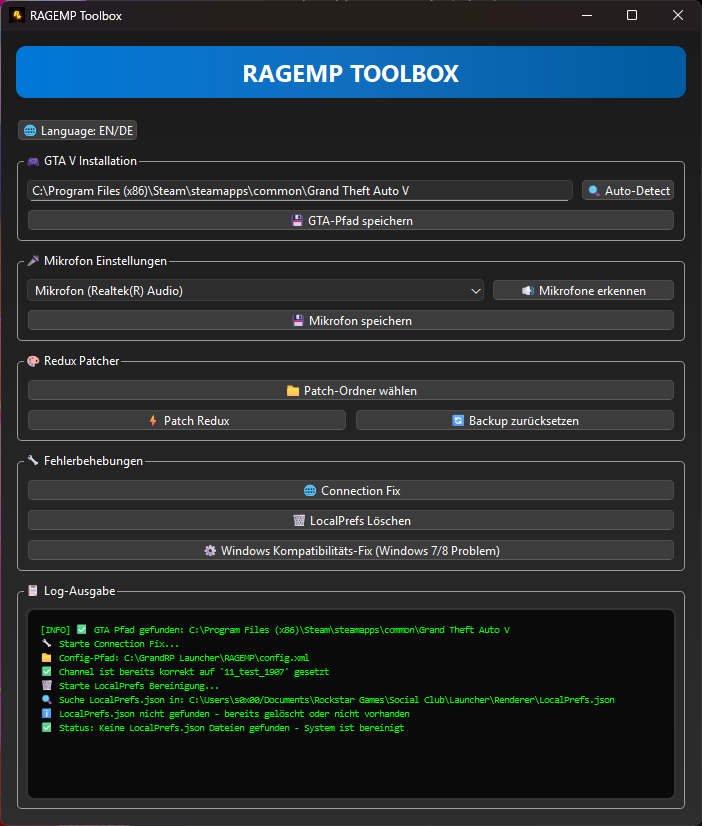 RAGEMP Toolbox
RAGEMP TOOLBOX
Language: EN/DE
GTA V Installation
C:\Program Files (x86)\Steam\steamapps\common\Grand Theft Auto V
Auto-Detect
GTA-Pfad speichern
Mikrofon Einstellungen
Mikrofon (Realtek(R) Audio)
Mikrofone erkennen
Mikrofon speichern
Redux Patcher
Patch-Ordner wählen
Patch Redux
Backup zurücksetzen
Fehlerbehebungen
Connection Fix
LocalPrefs Löschen
Windows Kompatibilitäts-Fix (Windows 7/8 Problem)
Log-Ausgabe
[INFO] ✅ GTA Pfad gefunden: C:\Program Files (x86)\Steam\steamapps\common\Grand Theft Auto V
Starte Connection Fix...
Config-Pfad: C:\GrandRP Launcher\RAGEMP\config.xml
Channel ist bereits korrekt auf '11_test_1907' gesetzt
Starte LocalPrefs Bereinigung...
Suche LocalPrefs.json in: C:\Users\s0x00/Documents\Rockstar Games\Social Club\Launcher\Renderer\LocalPrefs.json
LocalPrefs.json nicht gefunden - bereits gelöscht oder nicht vorhanden
Status: Keine LocalPrefs.json Dateien gefunden - System ist bereinigt